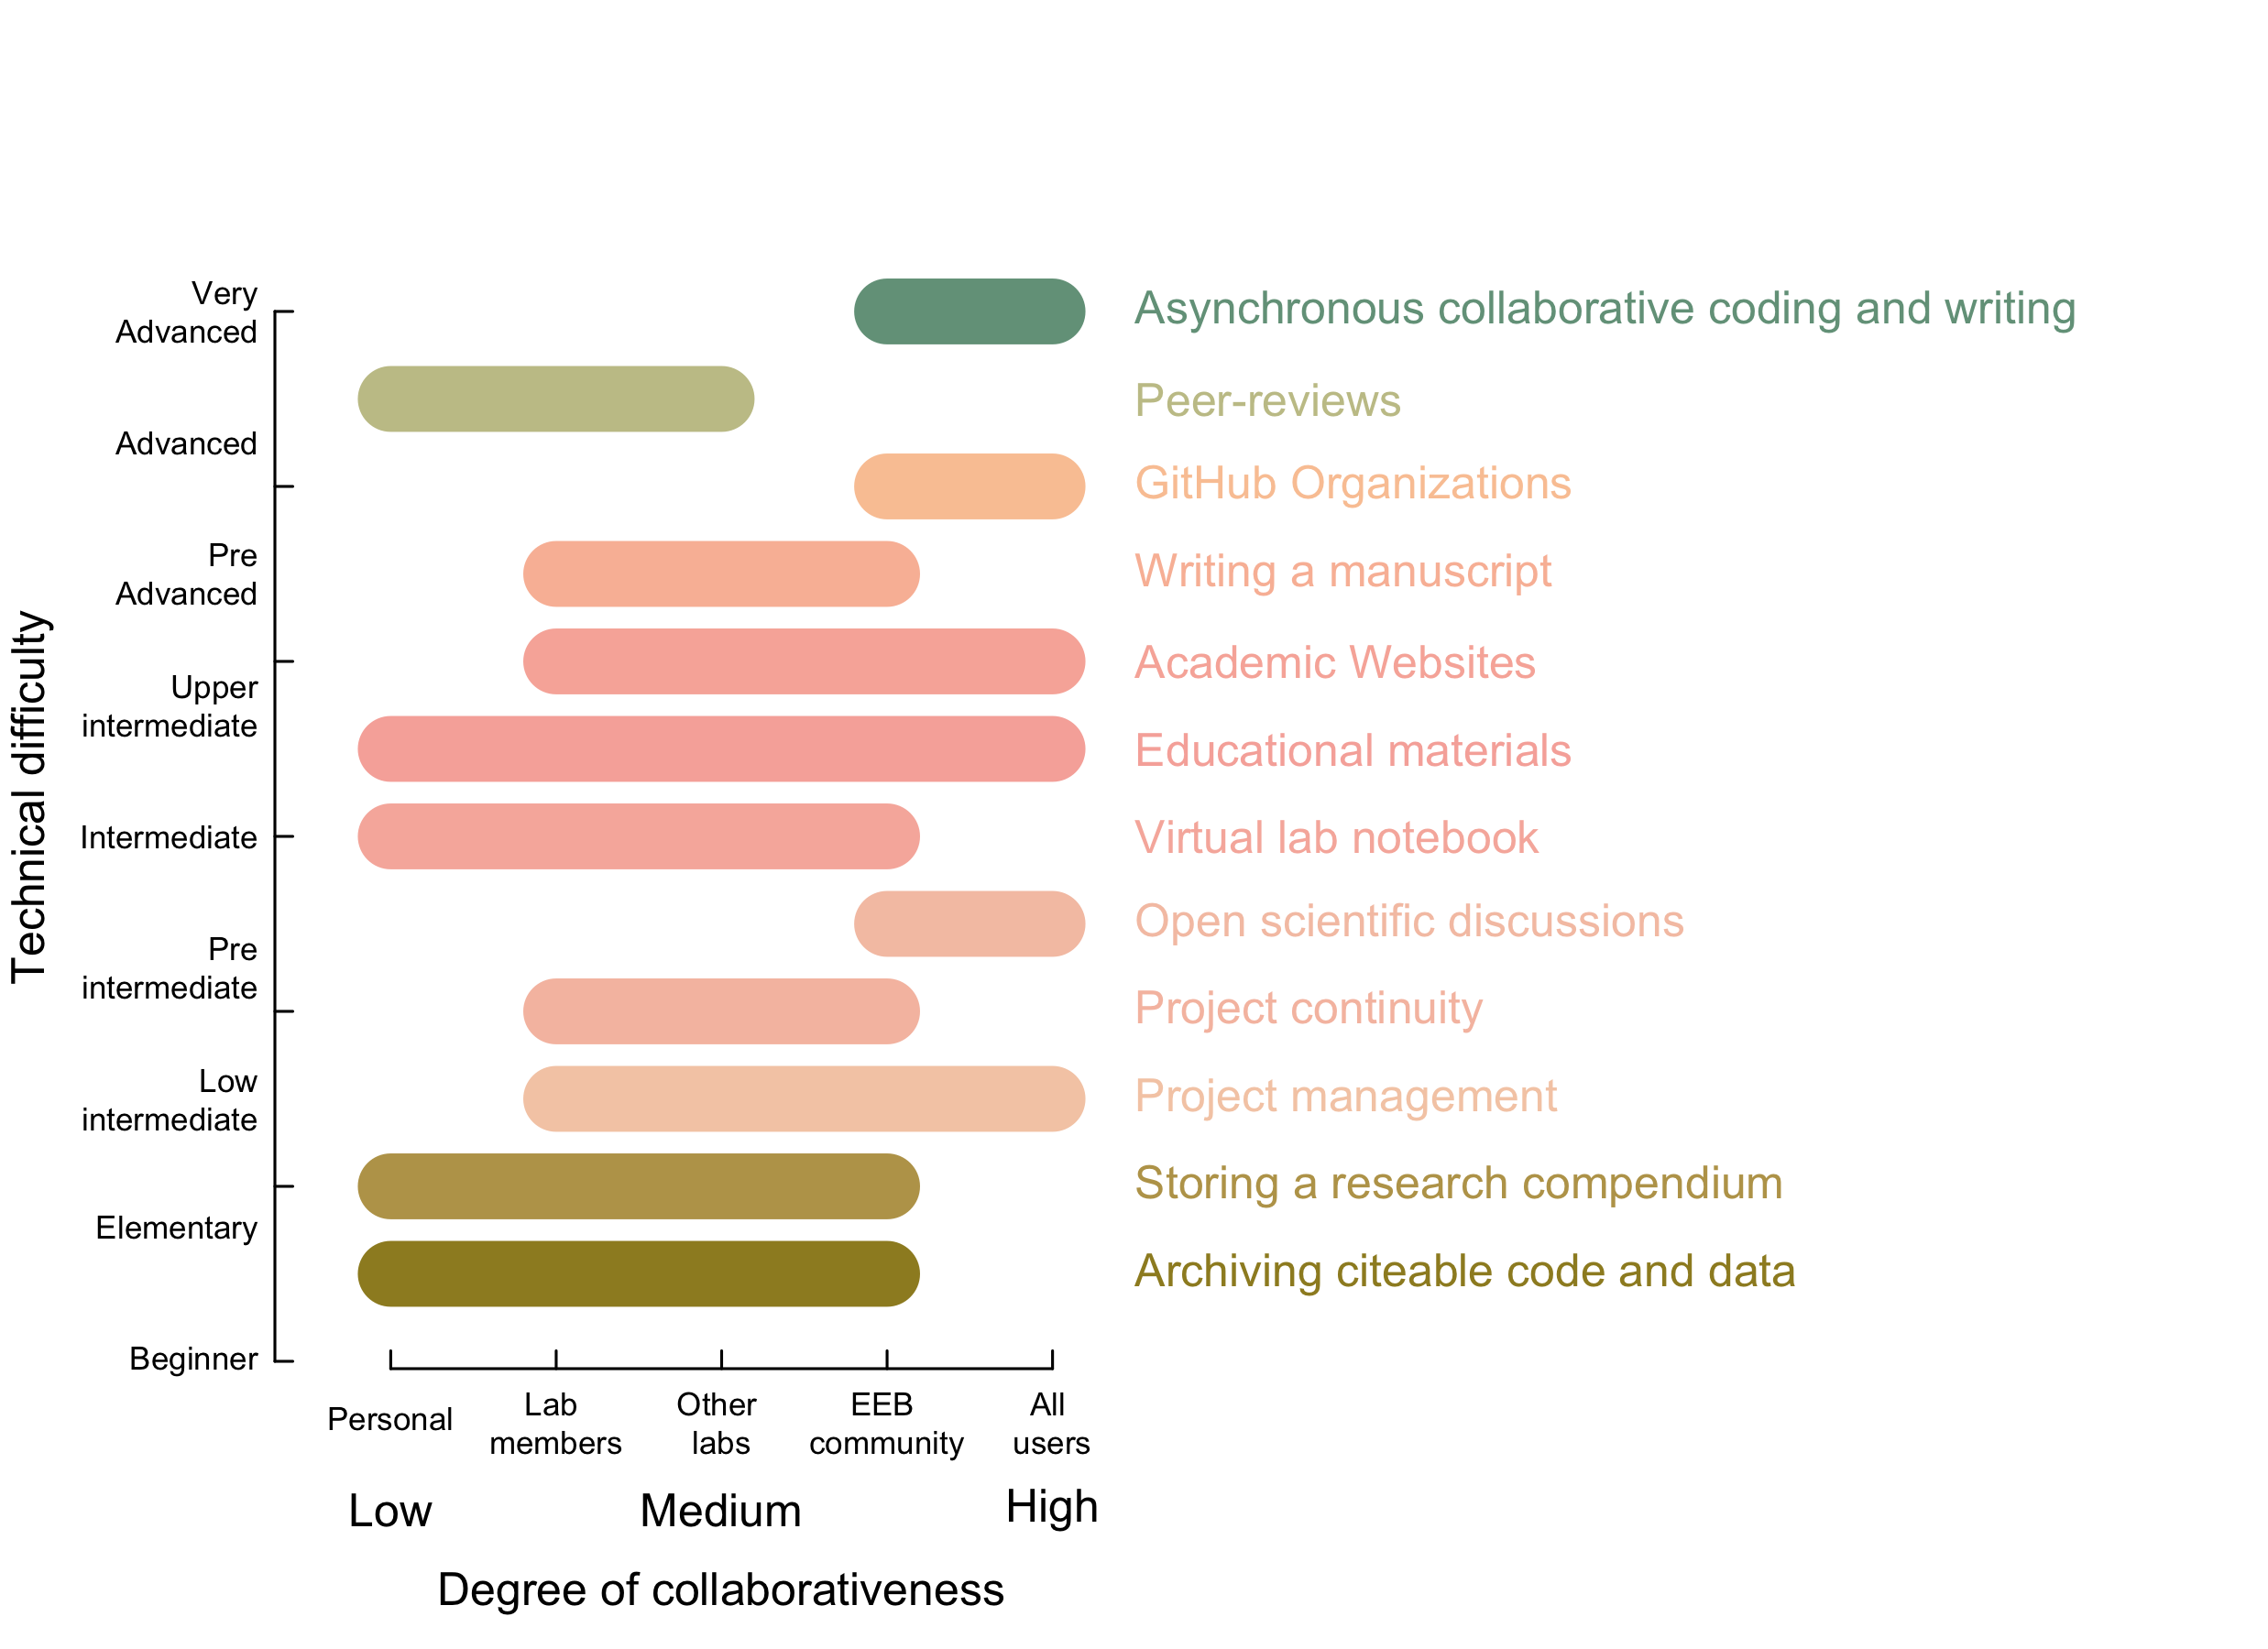 Very
Advanced
Asynchronous collaborative coding and writing
Peer-reviews
Advanced
GitHub Organizations
Pre
Advanced
Writing a manuscript
Academic Websites
Upper
intermediate
Educational materials
Technical difficulty
Intermediate
Virtual lab notebook
Open scientific discussions
Pre
intermediate
Project continuity
Low
intermediate
Project management
Storing a research compendium
Elementary
Archiving citeable code and data
Beginner
Personal
Lab
members
Other
labs
EEB
community
All
users
Low
Medium
High
Degree of collaborativeness